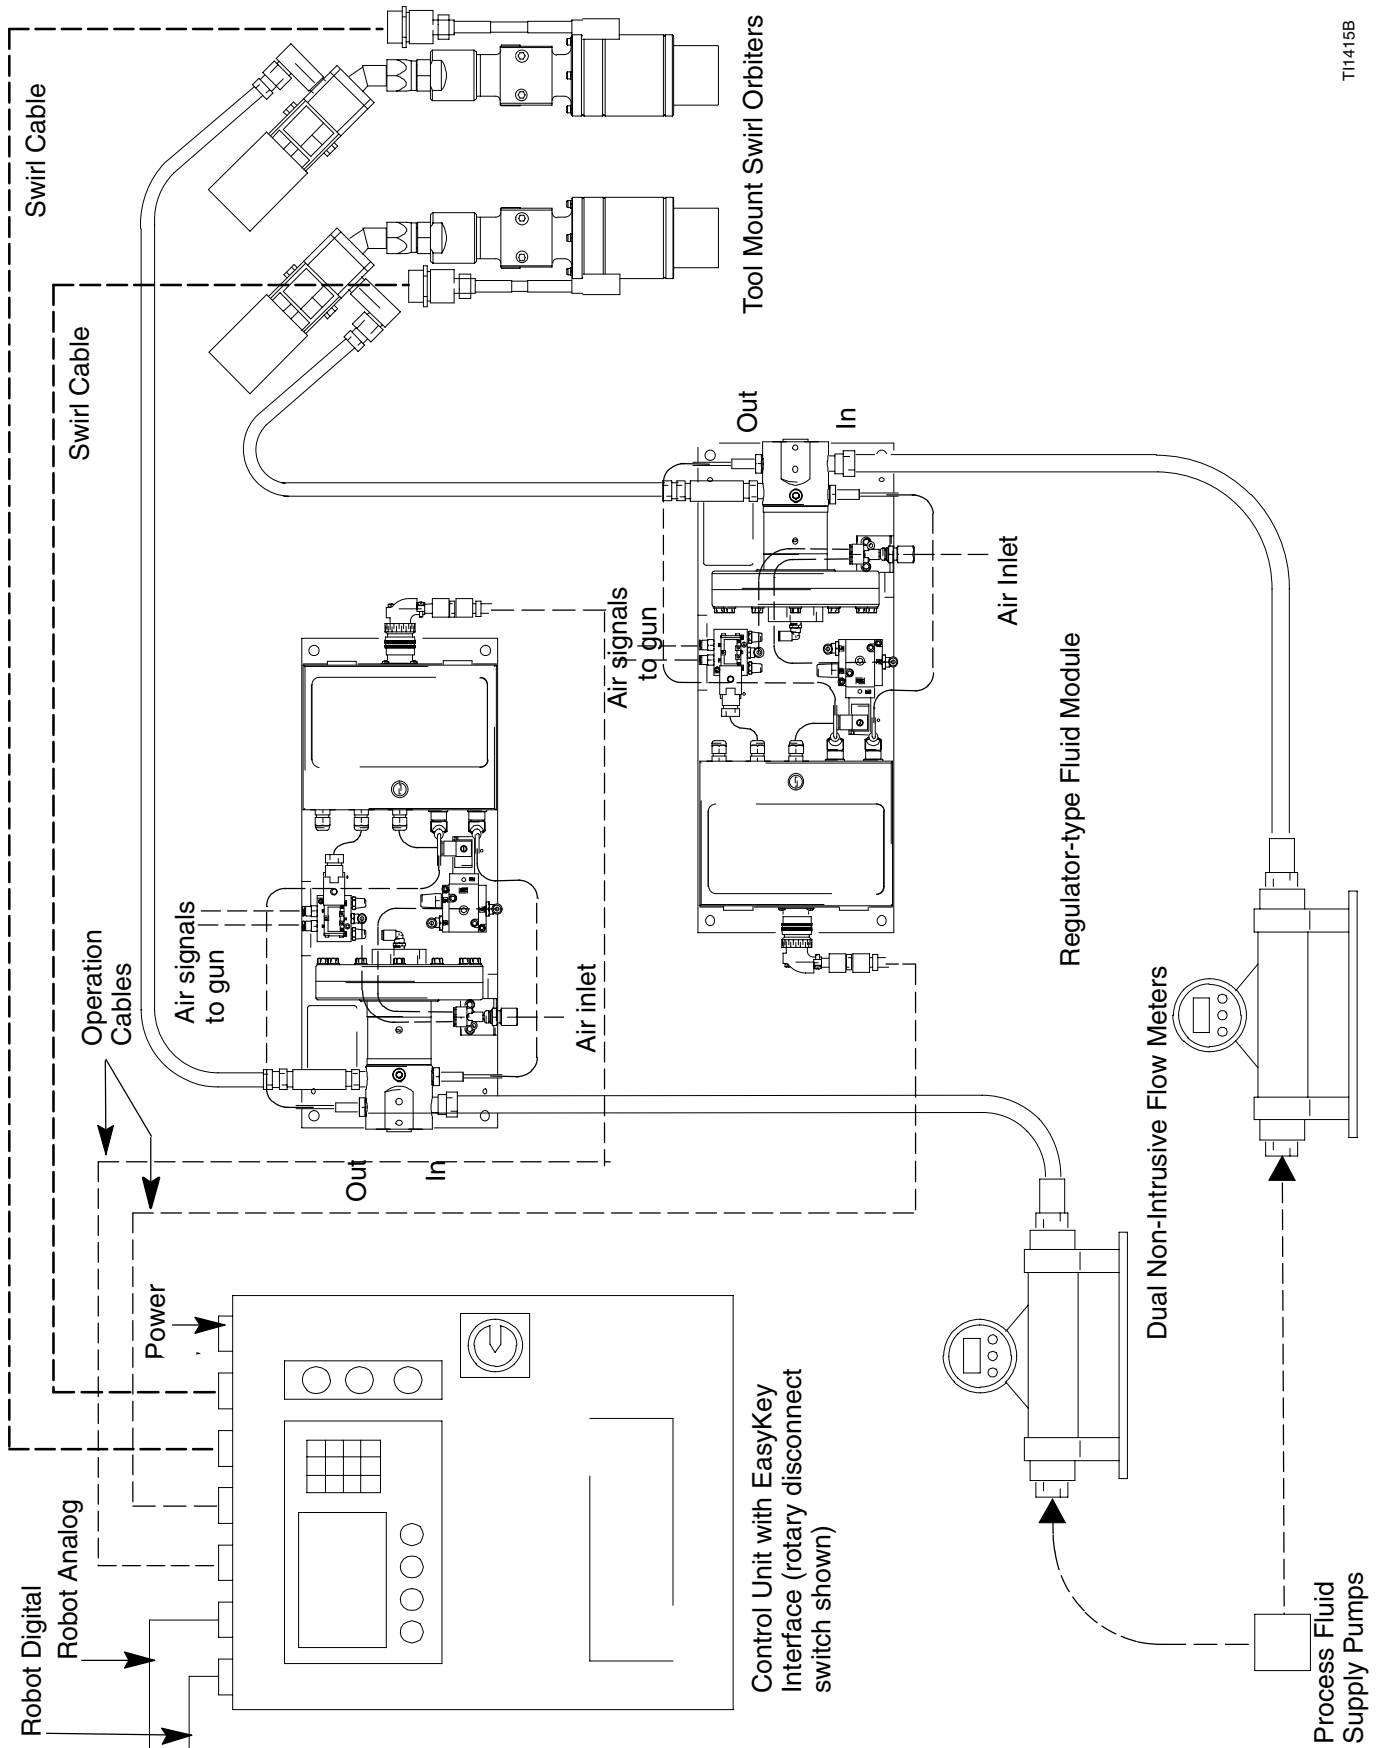 TI1415B
Swirl Cable
Swirl Cable
Tool Mount Swirl Orbiters
Out
In
Air signals
to gun
Air Inlet
Regulator-type Fluid Module
Operation
Cables
Air signals
to gun
Air inlet
Out
In
Dual Non-Intrusive Flow Meters
Power
Robot Digital
Robot Analog
Control Unit with EasyKey
Interface (rotary disconnect
switch shown)
Process Fluid
Supply Pumps